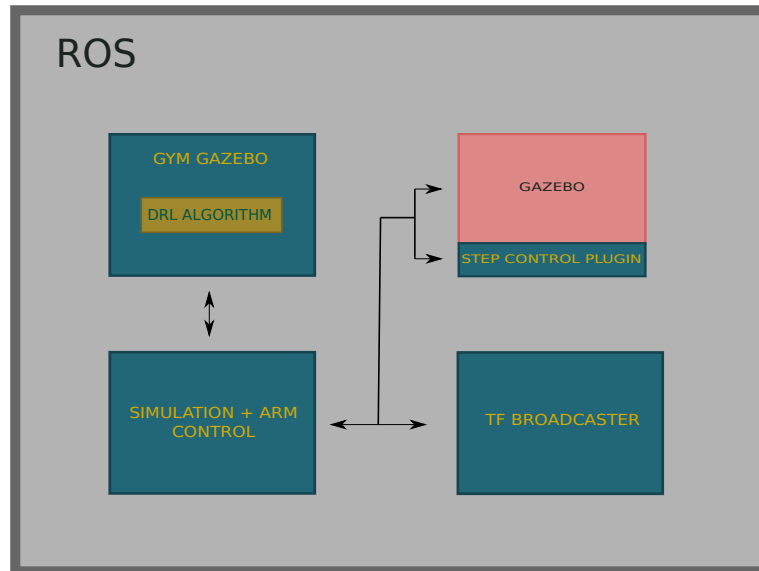 ROS
GYM GAZEBO
DRL ALGORITHM
GAZEBO
STEP CONTROL PLUGIN
SIMULATION + ARM
CONTROL
TF BROADCASTER